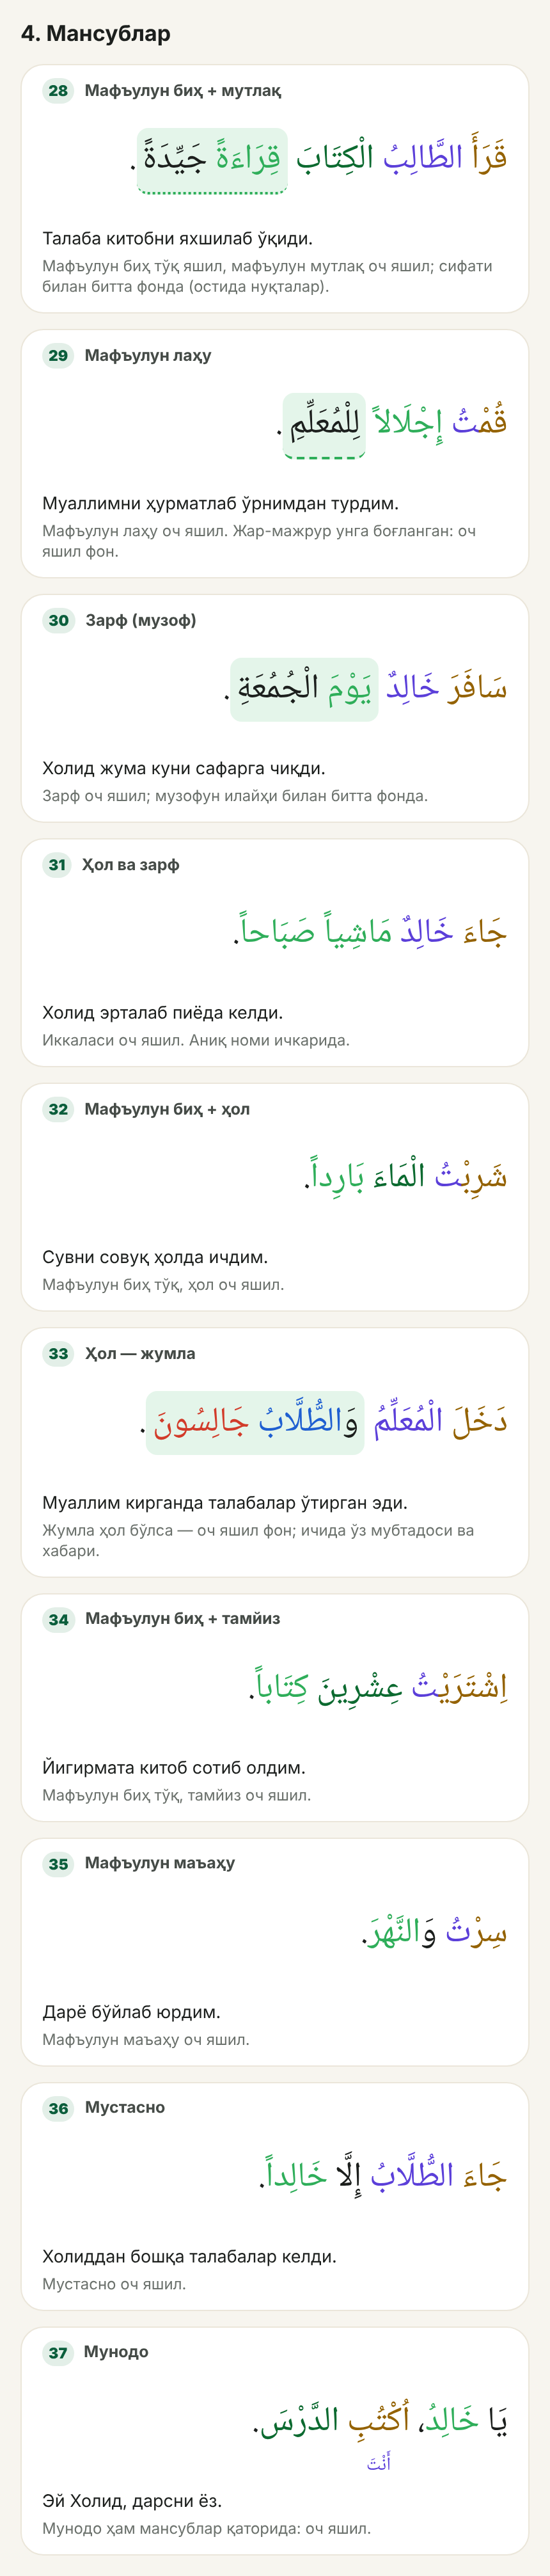 4. Мансублар
28 Мафъулун биҳ + мутлақ
قَرَأَ الطَّالِبُ الْكِتَابَ قِرَاءَةً جَيِّدَةً.
Талаба китобни яхшилаб ўқиди.
Мафъулун биҳ тўқ яшил, мафъулун мутлақ оч яшил; сифати
билан битта фонда (остида нуқталар).
29 Мафъулун лаҳу
قُمْتُ إِجْلَالاً لِلْمُعَلِّمِ.
Муаллимни ҳурматлаб ўрнимдан турдим.
Мафъулун лаҳу оч яшил. Жар-мажрур унга боғланган: оч
яшил фон.
30 Зарф (музоф)
سَافَرَ خَالِدٌ يَوْمَ الْجُمُعَةِ.
Холид жума куни сафарга чиқди.
Зарф оч яшил; музофун илайҳи билан битта фонда.
31 Ҳол ва зарф
جَاءَ خَالِدٌ مَاشِياً صَبَاحاً.
Холид эрталаб пиёда келди.
Иккаласи оч яшил. Аниқ номи ичкарида.
32 Мафъулун биҳ + ҳол
شَرِبْتُ الْمَاءَ بَارِداً.
Сувни совуқ ҳолда ичдим.
Мафъулун биҳ тўқ, ҳол оч яшил.
33 Ҳол — жумла
دَخَلَ الْمُعَلِّمُ وَالطُّلَّابُ جَالِسُونَ.
Муаллим кирганда талабалар ўтирган эди.
Жумла ҳол бўлса — оч яшил фон; ичида ўз мубтадоси ва
хабари.
34 Мафъулун биҳ + тамйиз
اِشْتَرَيْتُ عِشْرِينَ كِتَاباً.
Йигирмата китоб сотиб олдим.
Мафъулун биҳ тўқ, тамйиз оч яшил.
35 Мафъулун маъаҳу
سِرْتُ وَالنَّهْرَ.
Дарё бўйлаб юрдим.
Мафъулун маъаҳу оч яшил.
36 Мустасно
جَاءَ الطُّلَّابُ إِلَّا خَالِداً.
Холиддан бошқа талабалар келди.
Мустасно оч яшил.
37 Мунодо
يَا خَالِدُ، اُكْتُبِ الدَّرْسَ.
أَنْتَ
Эй Холид, дарсни ёз.
Мунодо ҳам мансублар қаторида: оч яшил.